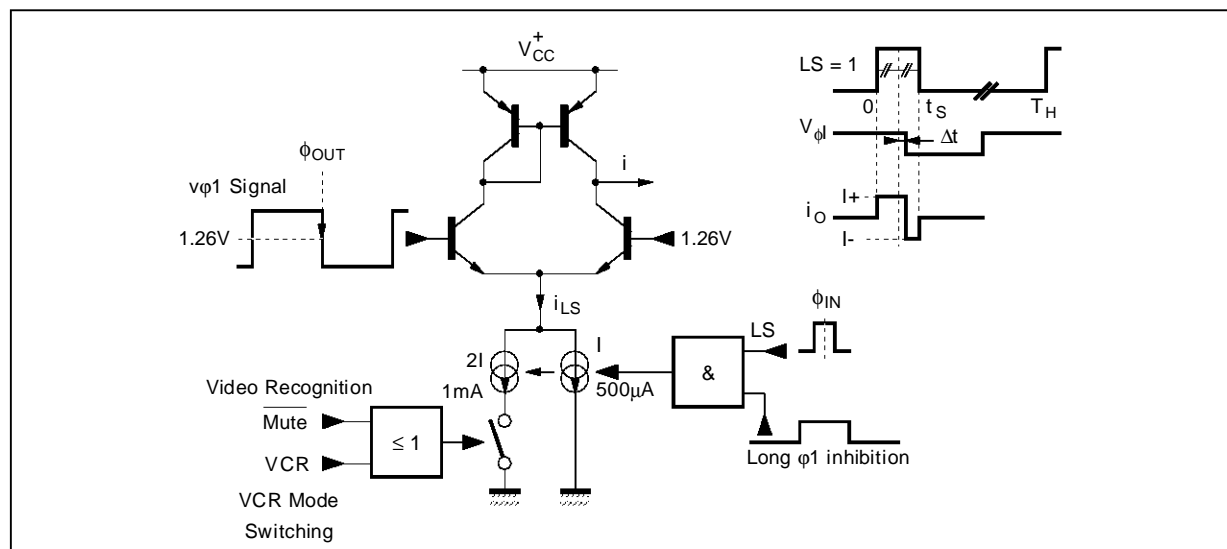 V⁺CC
ϕOUT
vφ1 Signal
1.26V
i
1.26V
iLS
2I
1mA
I
500µA
&
LS
ϕIN
Long φ1 inhibition
Video Recognition
M̅u̅t̅e̅
VCR
≤ 1
VCR Mode
Switching
LS = 1
0
tS
TH
VϕI
Δt
iO
I+
I-